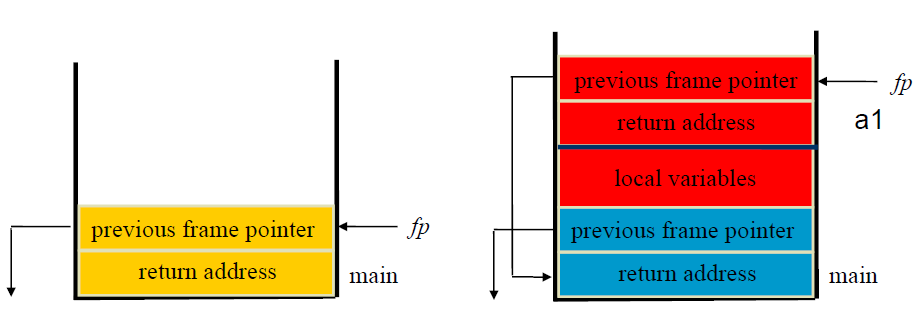 previous frame pointer
fp
return address
main
previous frame pointer
fp
return address
a1
local variables
previous frame pointer
return address
main